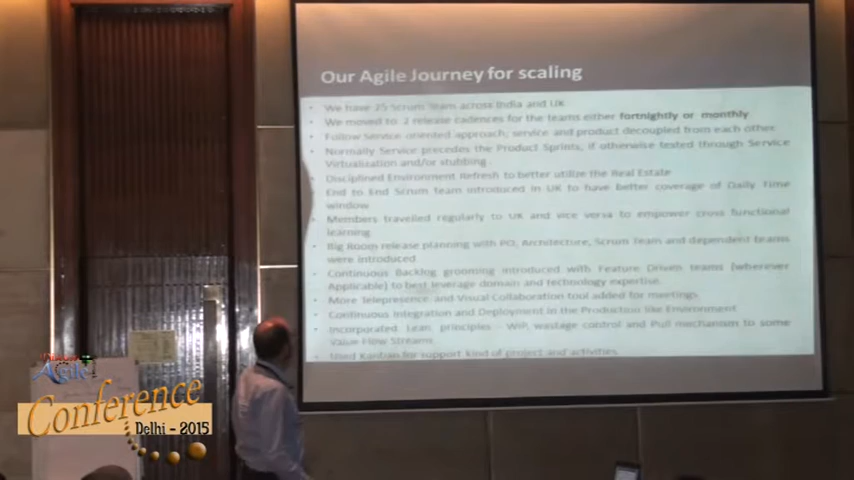 Our Agile Journey for scaling
We have 25 Scrum Team across India and UK
We moved to 2 release cadences for the teams either fortnightly or monthly
Follow Service oriented approach; service and product decoupled from each other
Normally Service precedes the Product Sprints, if otherwise tested through Service
Virtualisation and/or stubbing
Disciplined Environment Refresh to better utilise the Real Estate
End to End Scrum team introduced in UK to have better coverage of Daily Time
window
Members travelled regularly to UK and vice versa to empower cross functional
learning
Big Room release planning with PO, Architecture, Scrum Team and dependent teams
were introduced
Continuous Backlog grooming introduced with Feature Driven teams (wherever
Applicable) to best leverage domain and technology expertise.
More Telepresence and Visual Collaboration tool added for meetings
Continuous Integration and Deployment in the Production like Environment
Incorporated Lean principles - WIP, wastage control and Pull mechanism to some
Value Flow Streams
Used Kanban for support kind of project and activities.
Agile
Conference
Delhi - 2015